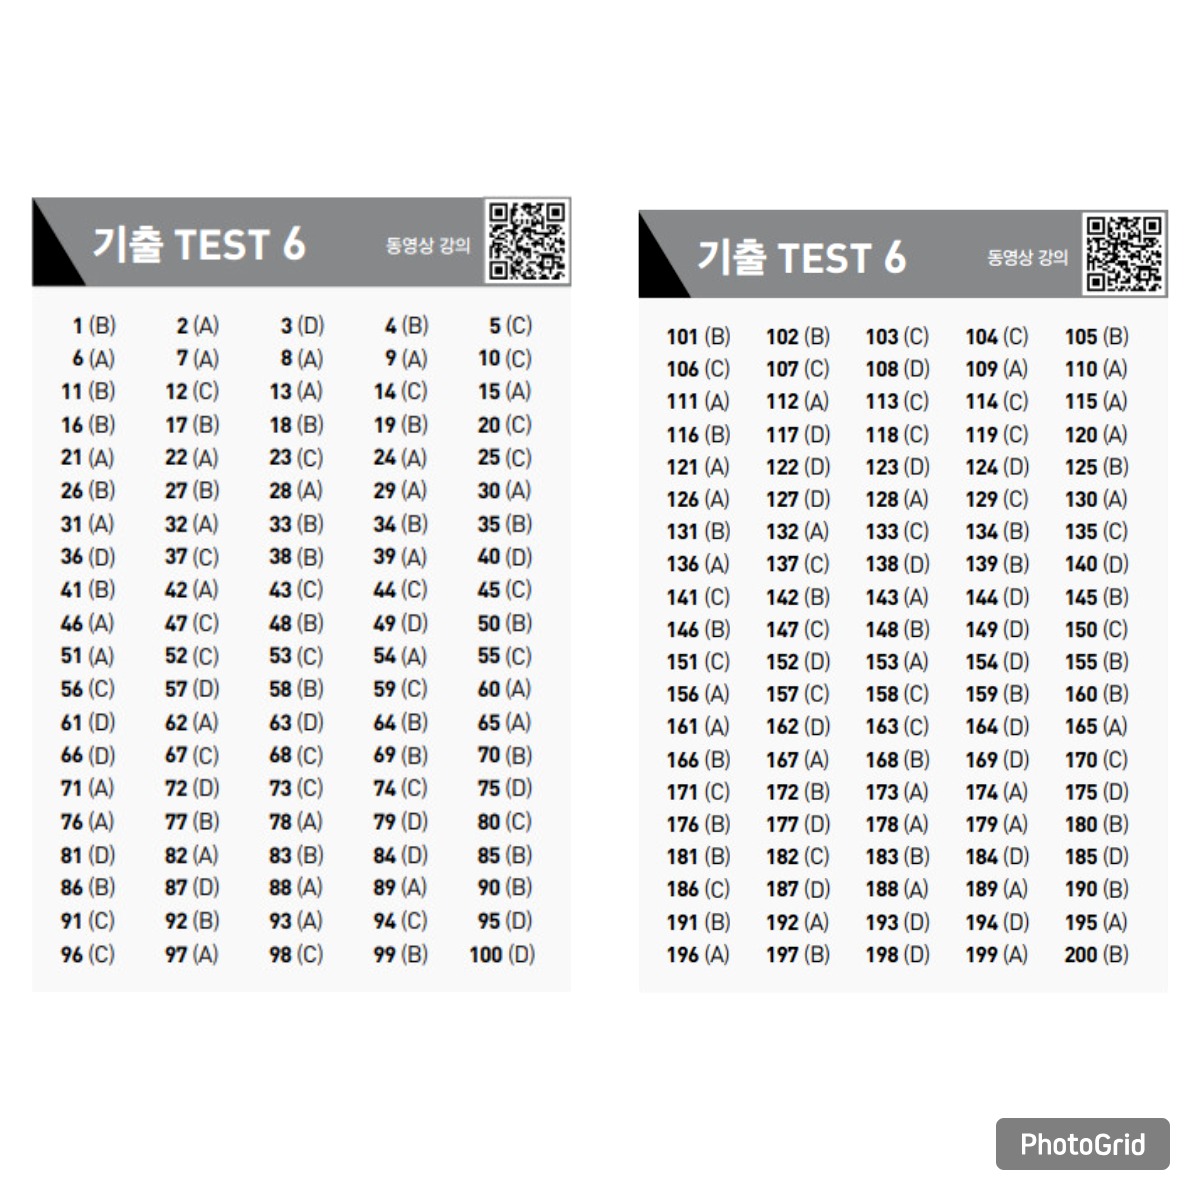 기출 TEST 6 동영상 강의
1 (B) 2 (A) 3 (D) 4 (B) 5 (C)
6 (A) 7 (A) 8 (A) 9 (A) 10 (C)
11 (B) 12 (C) 13 (A) 14 (C) 15 (A)
16 (B) 17 (B) 18 (B) 19 (B) 20 (C)
21 (A) 22 (A) 23 (C) 24 (A) 25 (C)
26 (B) 27 (B) 28 (A) 29 (A) 30 (A)
31 (A) 32 (A) 33 (B) 34 (B) 35 (B)
36 (D) 37 (C) 38 (B) 39 (A) 40 (D)
41 (B) 42 (A) 43 (C) 44 (C) 45 (C)
46 (A) 47 (C) 48 (B) 49 (D) 50 (B)
51 (A) 52 (C) 53 (C) 54 (A) 55 (C)
56 (C) 57 (D) 58 (B) 59 (C) 60 (A)
61 (D) 62 (A) 63 (D) 64 (B) 65 (A)
66 (D) 67 (C) 68 (C) 69 (B) 70 (B)
71 (A) 72 (D) 73 (C) 74 (C) 75 (D)
76 (A) 77 (B) 78 (A) 79 (D) 80 (C)
81 (D) 82 (A) 83 (B) 84 (D) 85 (B)
86 (B) 87 (D) 88 (A) 89 (A) 90 (B)
91 (C) 92 (B) 93 (A) 94 (C) 95 (D)
96 (C) 97 (A) 98 (C) 99 (B) 100 (D)
기출 TEST 6 동영상 강의
101 (B) 102 (B) 103 (C) 104 (C) 105 (B)
106 (C) 107 (C) 108 (D) 109 (A) 110 (A)
111 (A) 112 (A) 113 (C) 114 (C) 115 (A)
116 (B) 117 (D) 118 (C) 119 (C) 120 (A)
121 (A) 122 (D) 123 (D) 124 (D) 125 (B)
126 (A) 127 (D) 128 (A) 129 (C) 130 (A)
131 (B) 132 (A) 133 (C) 134 (B) 135 (C)
136 (A) 137 (C) 138 (D) 139 (B) 140 (D)
141 (C) 142 (B) 143 (A) 144 (D) 145 (B)
146 (B) 147 (C) 148 (B) 149 (D) 150 (C)
151 (C) 152 (D) 153 (A) 154 (D) 155 (B)
156 (A) 157 (C) 158 (C) 159 (B) 160 (B)
161 (A) 162 (D) 163 (C) 164 (D) 165 (A)
166 (B) 167 (A) 168 (B) 169 (D) 170 (C)
171 (C) 172 (B) 173 (A) 174 (A) 175 (D)
176 (B) 177 (D) 178 (A) 179 (A) 180 (B)
181 (B) 182 (C) 183 (B) 184 (D) 185 (D)
186 (C) 187 (D) 188 (A) 189 (A) 190 (B)
191 (B) 192 (A) 193 (D) 194 (D) 195 (A)
196 (A) 197 (B) 198 (D) 199 (A) 200 (B)
PhotoGrid